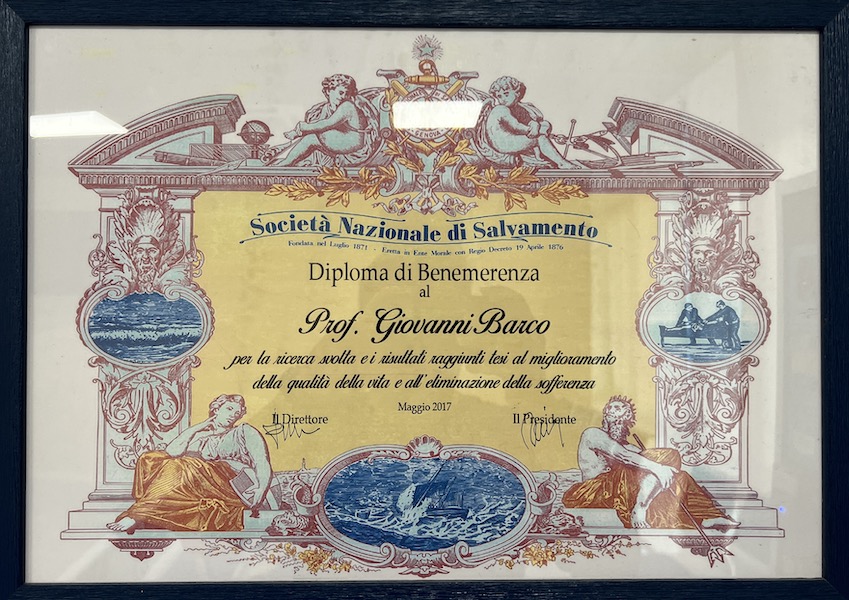 GENOVA
Società Nazionale di Salvamento
Fondata nel Luglio 1871 - Eretta in Ente Morale con Regio Decreto 19 Aprile 1876
Diploma di Benemerenza
al
Prof. Giovanni Barco
per la ricerca svolta e i risultati raggiunti tesi al miglioramento
della qualità della vita e all'eliminazione della sofferenza
Maggio 2017
Il Direttore
Il Presidente